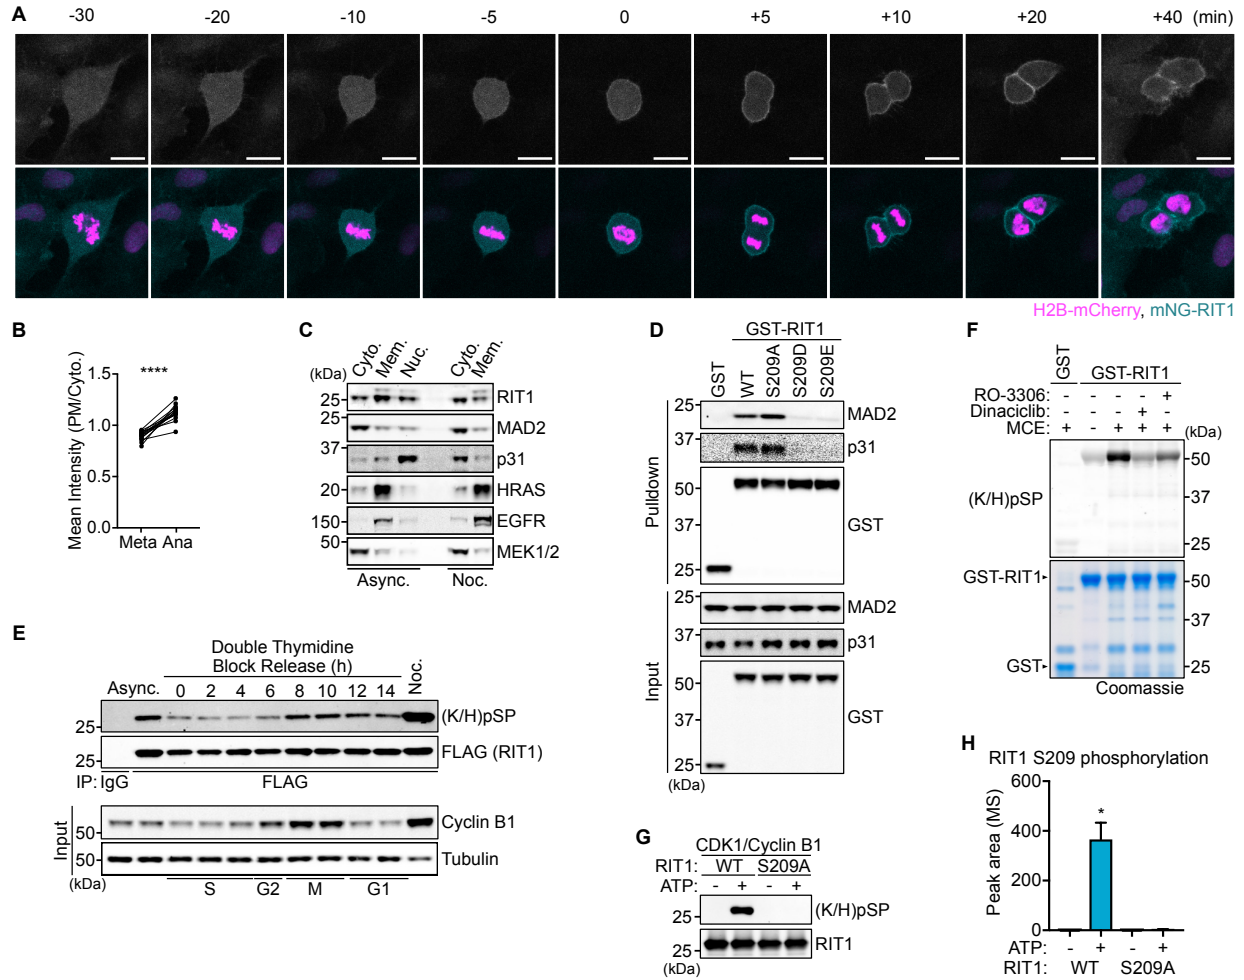 A
-30 -20 -10 -5 0 +5 +10 +20 +40 (min)
H2B-mCherry, mNG-RIT1
B
Mean Intensity (PM/Cyto.)
1.5
1.0
0.5
0.0
****
Meta Ana
C
Cyto. Mem. Nuc. Cyto. Mem.
(kDa)
25 RIT1
MAD2
37 p31
20 HRAS
150 EGFR
50 MEK1/2
Async. Noc.
D
GST-RIT1
GST WT S209A S209D S209E
Pulldown
25 MAD2
37 p31
50
GST
37
25
Input
25 MAD2
37 p31
50
GST
37
25
(kDa)
E
Double Thymidine
Block Release (h)
Async. 0 2 4 6 8 10 12 14 Noc.
(K/H)pSP
25
FLAG (RIT1)
25
IP: IgG FLAG
Input
Cyclin B1
50
50 Tubulin
(kDa)
S G2 M G1
F
GST GST-RIT1
RO-3306: - - - - +
Dinaciclib: - - - + -
MCE: + - + + + (kDa)
(K/H)pSP
50
37
25
GST-RIT1 50
37
GST 25
Coomassie
G
CDK1/Cyclin B1
RIT1: WT S209A
ATP: - + - +
25 (K/H)pSP
25 RIT1
(kDa)
H
RIT1 S209 phosphorylation
Peak area (MS)
600
400
200
0
*
ATP: - + - +
RIT1: WT S209A